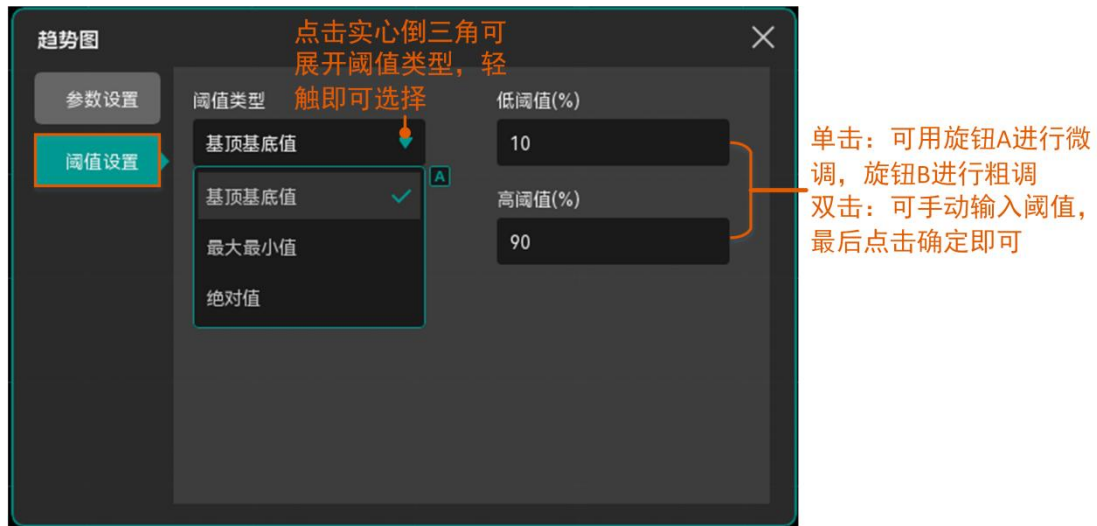 趋势图
点击实心倒三角可
展开阈值类型，轻
触即可选择
参数设置
阈值设置
阈值类型
基顶基底值
A
基顶基底值
最大最小值
绝对值
低阈值(%)
10
高阈值(%)
90
单击：可用旋钮A进行微
调，旋钮B进行粗调
双击：可手动输入阈值，
最后点击确定即可